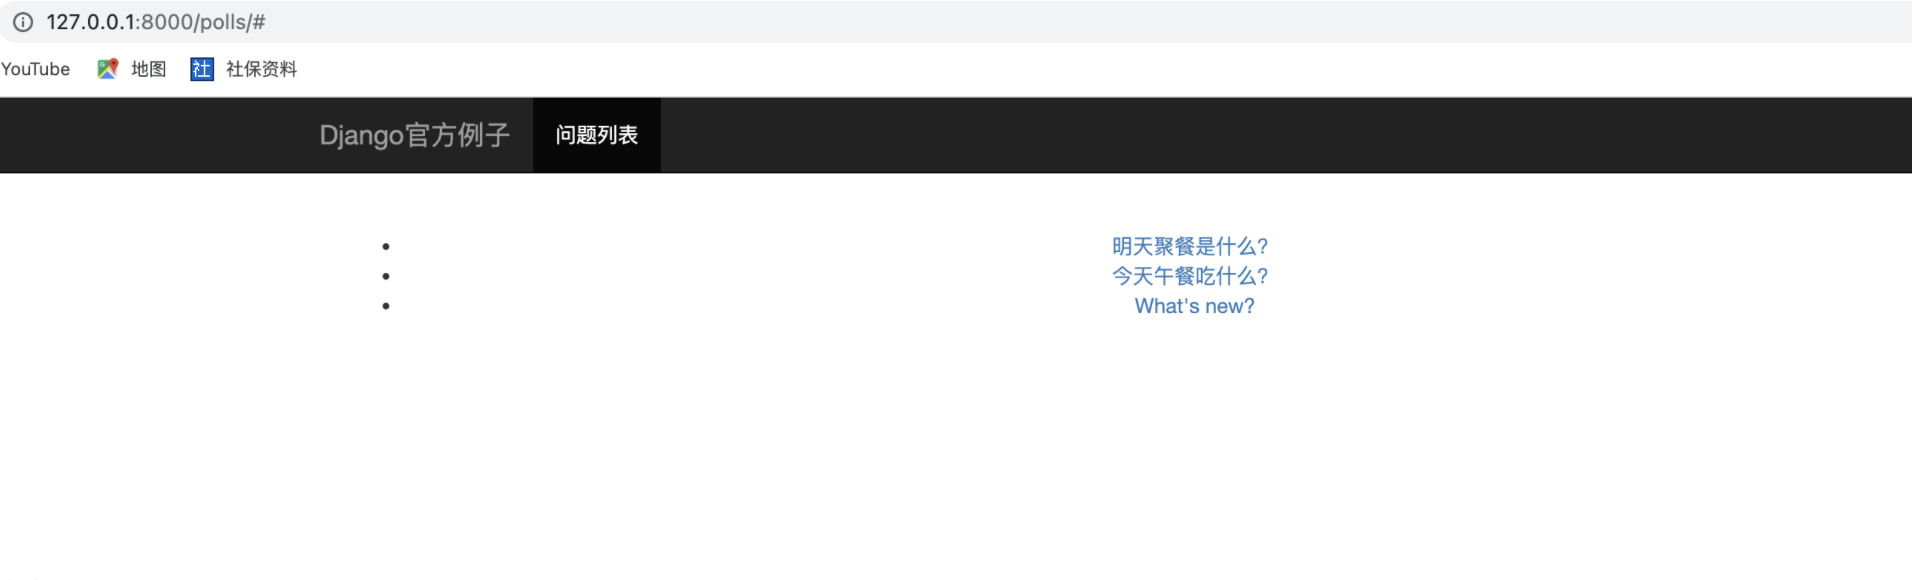 127.0.0.1:8000/polls/#
YouTube 地图 社 社保资料
Django官方例子 问题列表
• 明天聚餐是什么?
• 今天午餐吃什么?
• What's new?